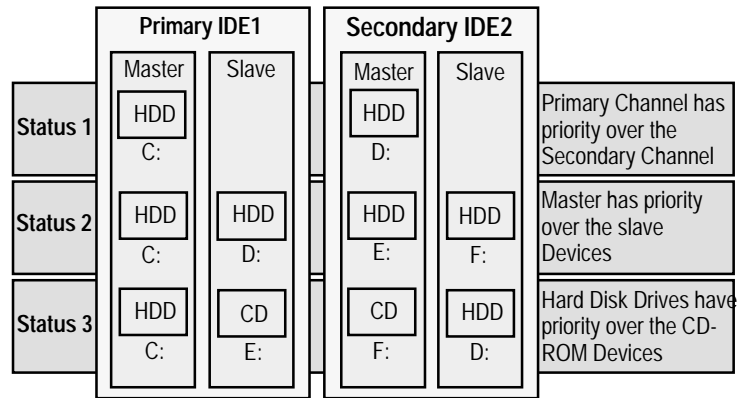 Primary IDE1
Secondary IDE2
Master
Slave
Master
Slave
Status 1
HDD
C:
HDD
D:
Primary Channel has
priority over the
Secondary Channel
Status 2
HDD
C:
HDD
D:
HDD
E:
HDD
F:
Master has priority
over the slave
Devices
Status 3
HDD
C:
CD
E:
CD
F:
HDD
D:
Hard Disk Drives have
priority over the CD-
ROM Devices